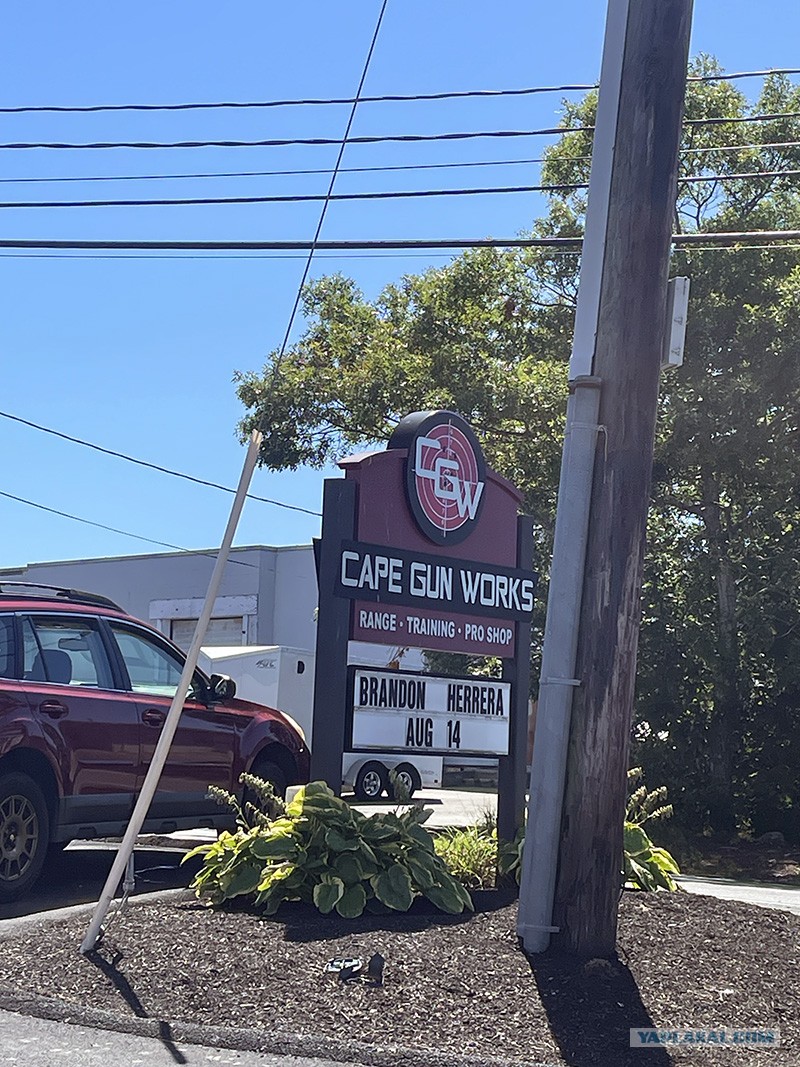 CGW
CAPE GUN WORKS
RANGE · TRAINING · PRO SHOP
BRANDON HERRERA
AUG 14
YAPLAKAL.COM